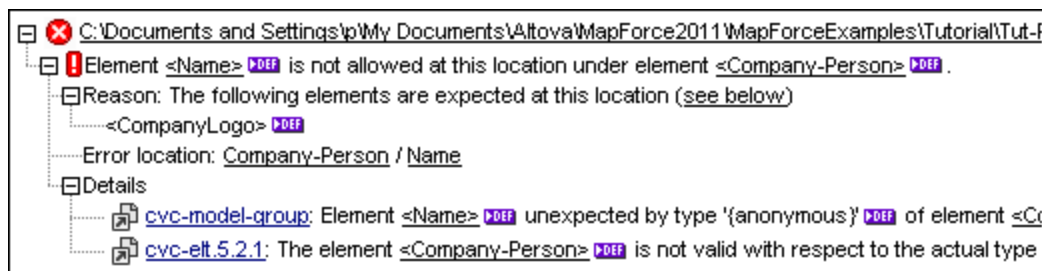 C:\Documents and Settings\p\My Documents\Altova\MapForce2011\MapForceExamples\Tutorial\Tut-
Element <Name> DEF is not allowed at this location under element <Company-Person> DEF .
Reason: The following elements are expected at this location (see below)
<CompanyLogo> DEF
Error location: Company-Person / Name
Details
cvc-model-group: Element <Name> DEF unexpected by type '{anonymous}' DEF of element <Co
cvc-elt.5.2.1: The element <Company-Person> DEF is not valid with respect to the actual type